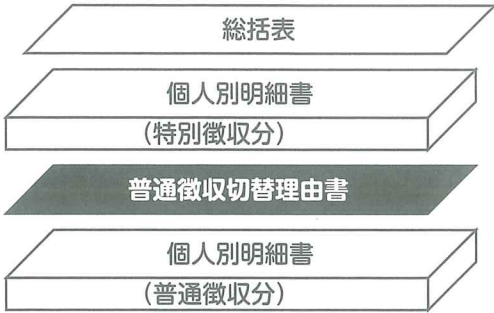 総括表
個人別明細書
(特別徴収分)
普通徴収切替理由書
個人別明細書
(普通徴収分)